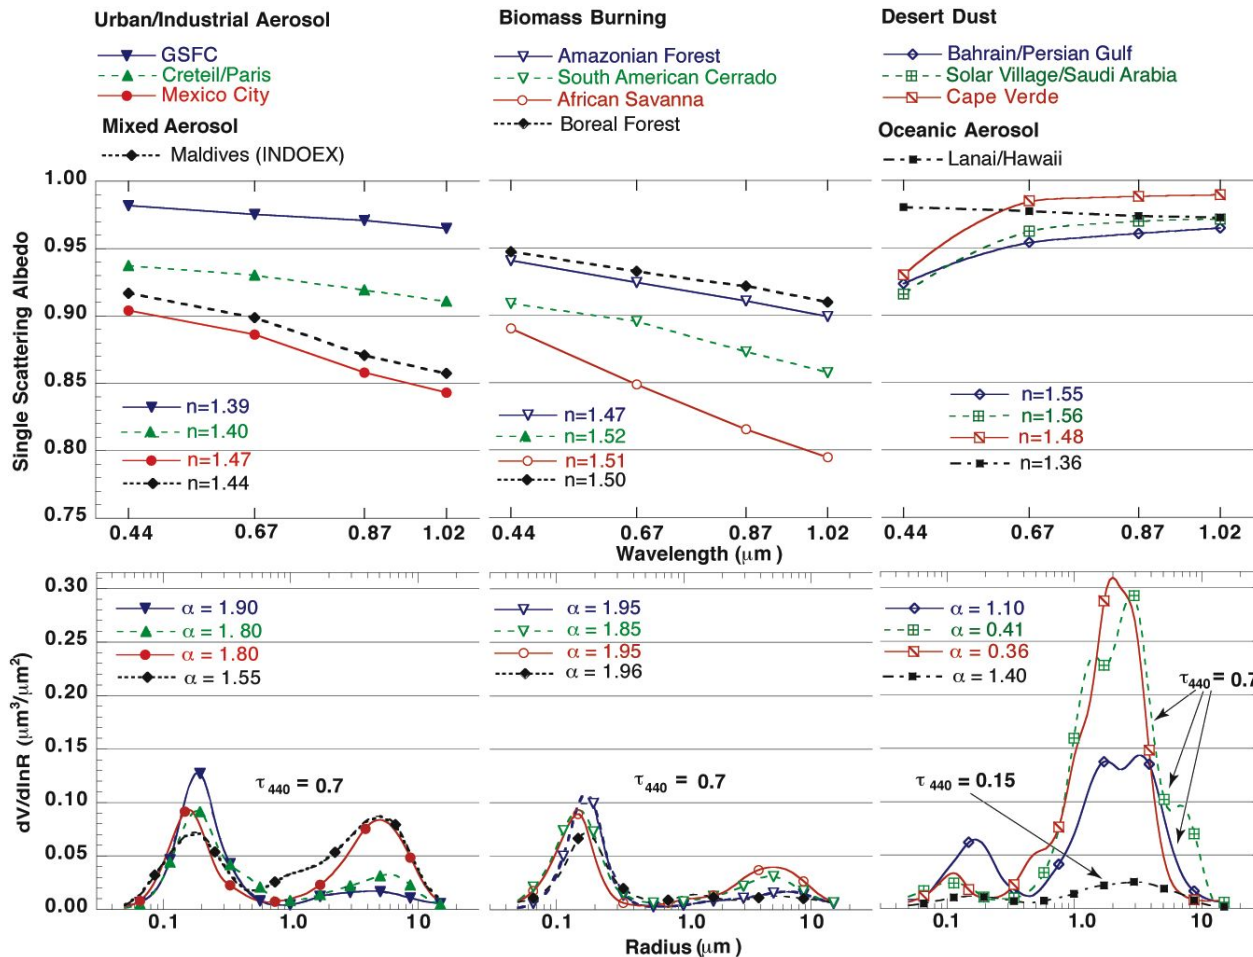 Urban/Industrial Aerosol
GSFC
Creteil/Paris
Mexico City
Mixed Aerosol
Maldives (INDOEX)
Biomass Burning
Amazonian Forest
South American Cerrado
African Savanna
Boreal Forest
Desert Dust
Bahrain/Persian Gulf
Solar Village/Saudi Arabia
Cape Verde
Oceanic Aerosol
Lanai/Hawaii
Single Scattering Albedo
1.00
0.95
0.90
0.85
0.80
0.75
n=1.39
n=1.40
n=1.47
n=1.44
n=1.47
n=1.52
n=1.51
n=1.50
n=1.55
n=1.56
n=1.48
n=1.36
0.44 0.67 0.87 1.02
0.44 0.67 0.87 1.02
0.44 0.67 0.87 1.02
Wavelength (μm)
dV/dlnR (μm³/μm²)
0.30
0.25
0.20
0.15
0.10
0.05
0.00
α = 1.90
α = 1. 80
α = 1.80
α = 1.55
τ440 = 0.7
α = 1.95
α = 1.85
α = 1.95
α = 1.96
τ440 = 0.7
α = 1.10
α = 0.41
α = 0.36
α = 1.40
τ440 = 0.7
τ440 = 0.15
0.1 1.0 10
0.1 1.0 10
0.1 1.0 10
Radius (μm)